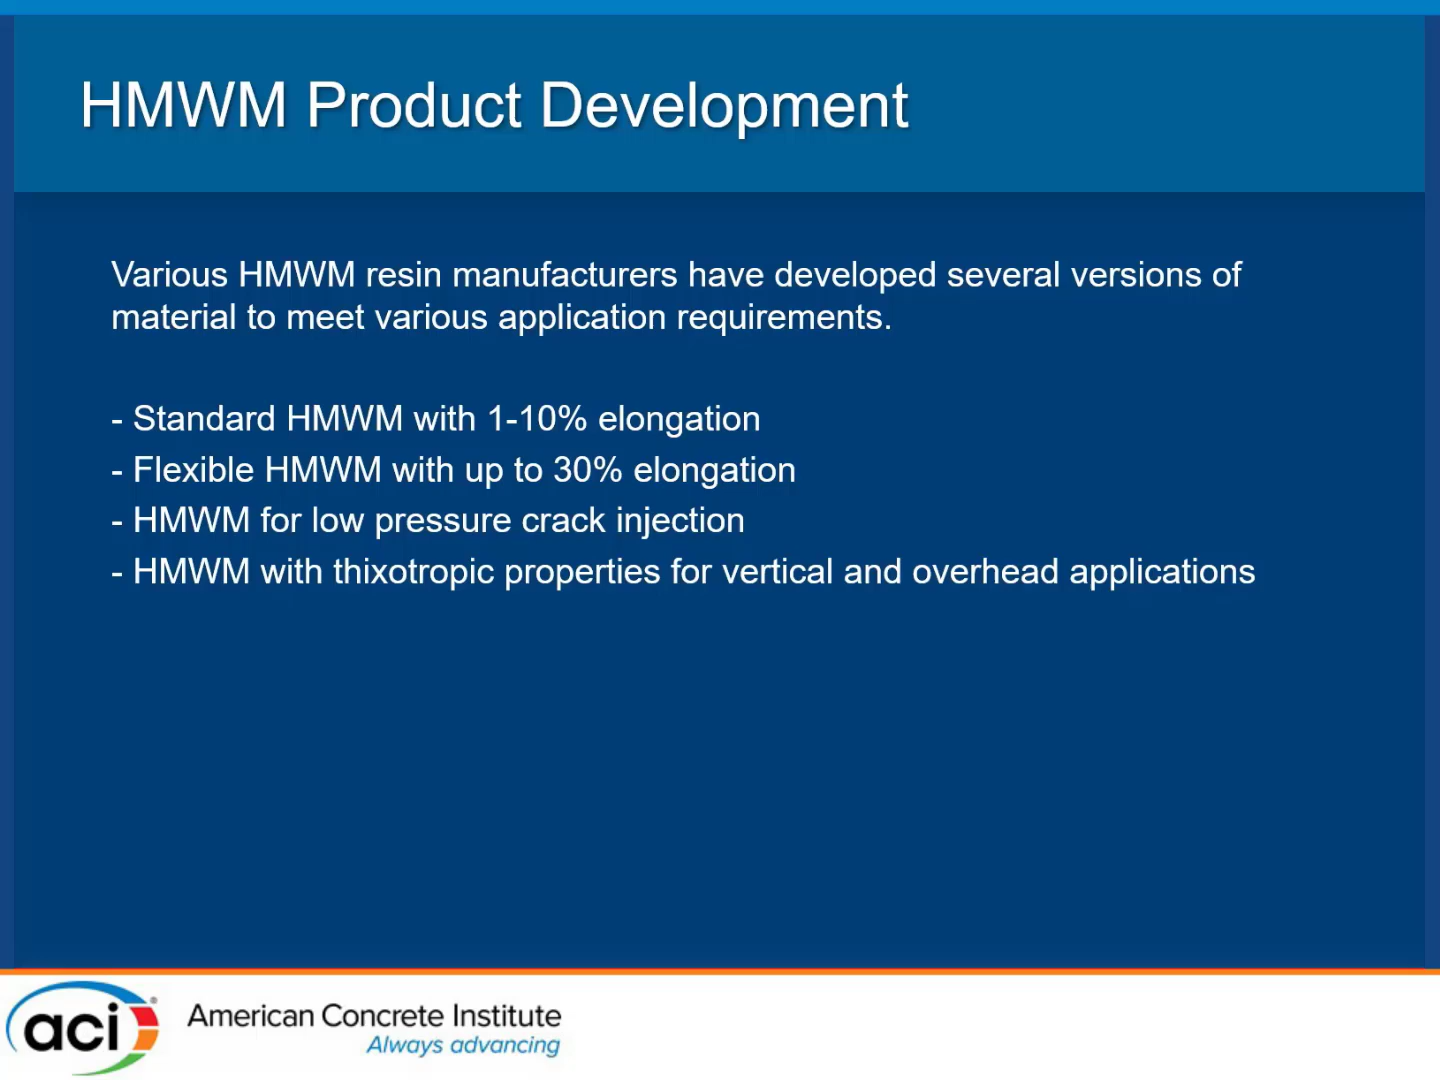 HMWM Product Development
Various HMWM resin manufacturers have developed several versions of
material to meet various application requirements.
- Standard HMWM with 1-10% elongation
- Flexible HMWM with up to 30% elongation
- HMWM for low pressure crack injection
- HMWM with thixotropic properties for vertical and overhead applications
aci®
American Concrete Institute
Always advancing